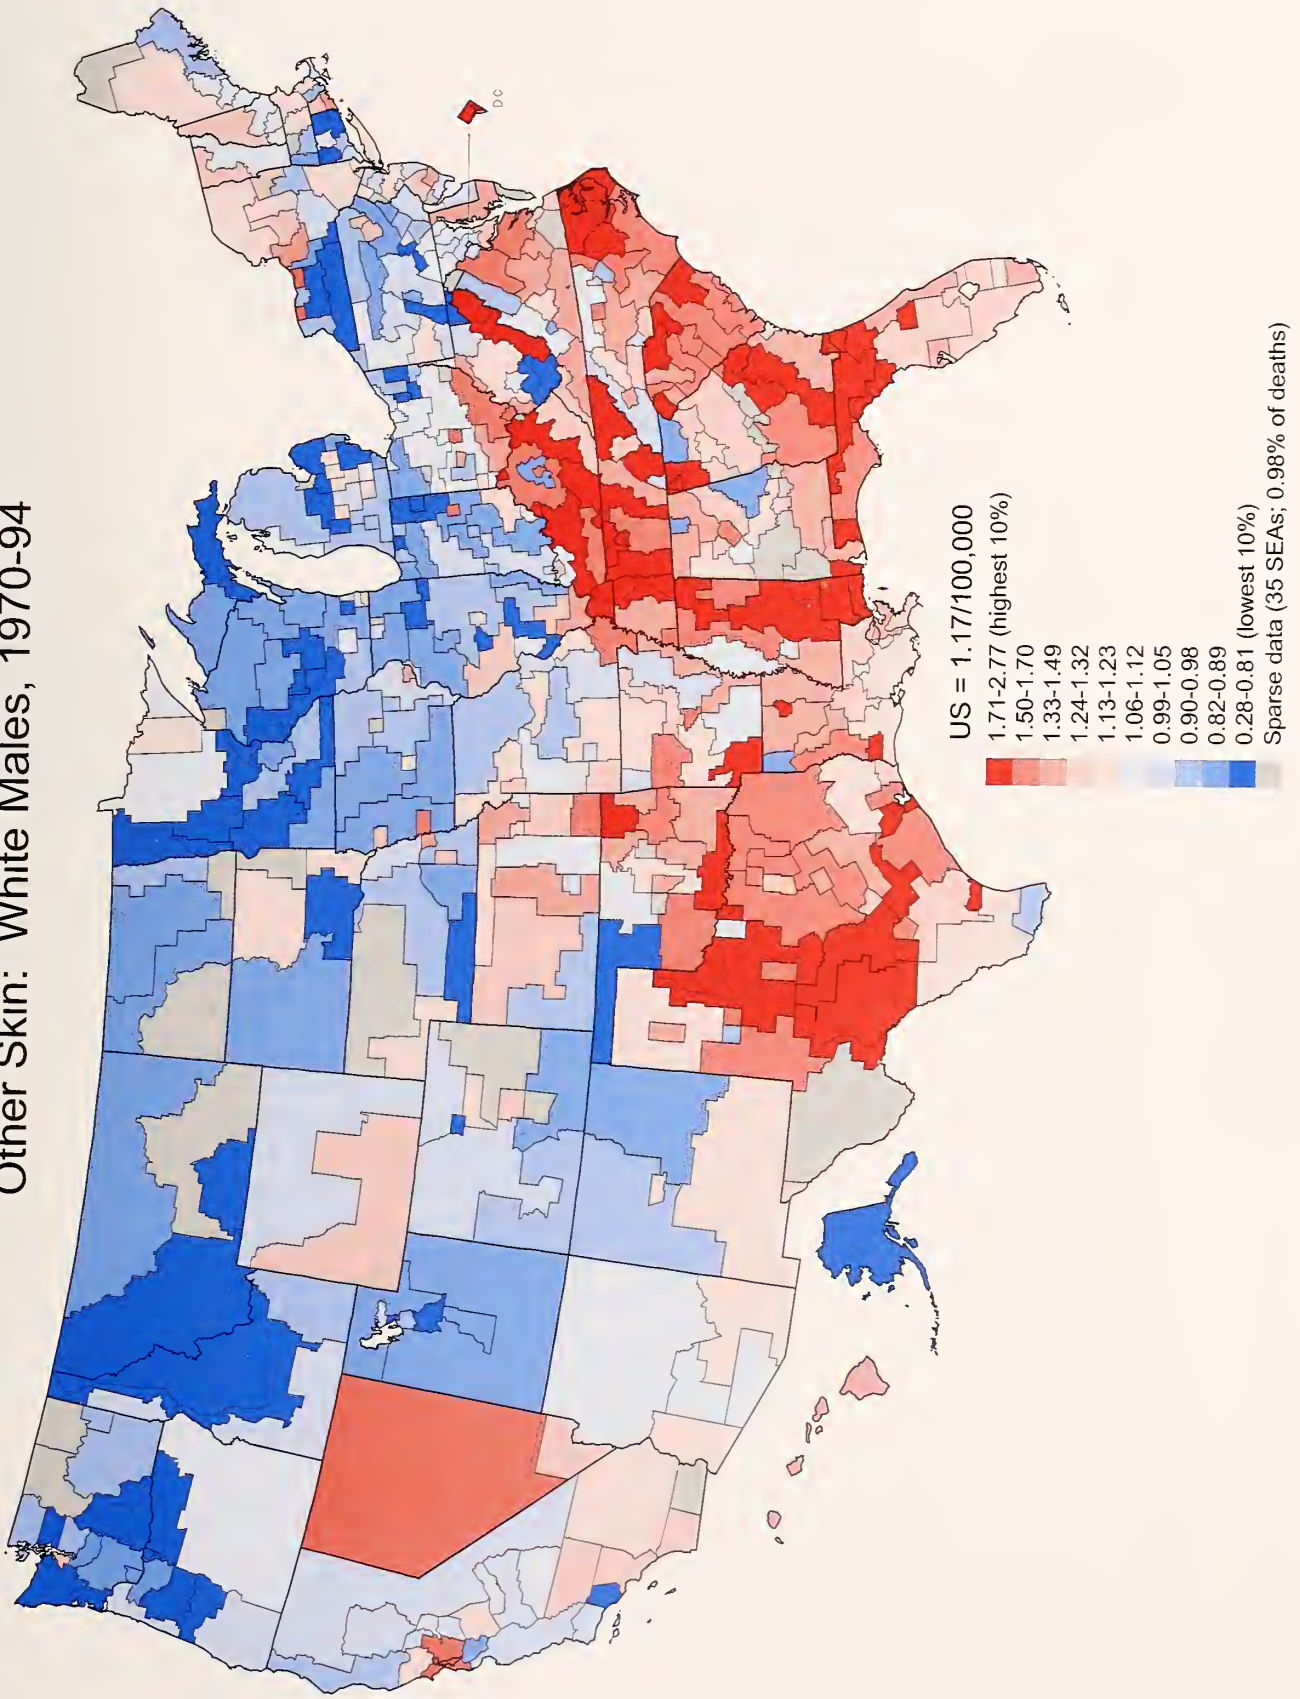 Other Skin: White Males, 1970-94
DC
US = 1.17/100,000
1.71-2.77 (highest 10%)
1.50-1.70
1.33-1.49
1.24-1.32
1.13-1.23
1.06-1.12
0.99-1.05
0.90-0.98
0.82-0.89
0.28-0.81 (lowest 10%)
Sparse data (35 SEAs; 0.98% of deaths)